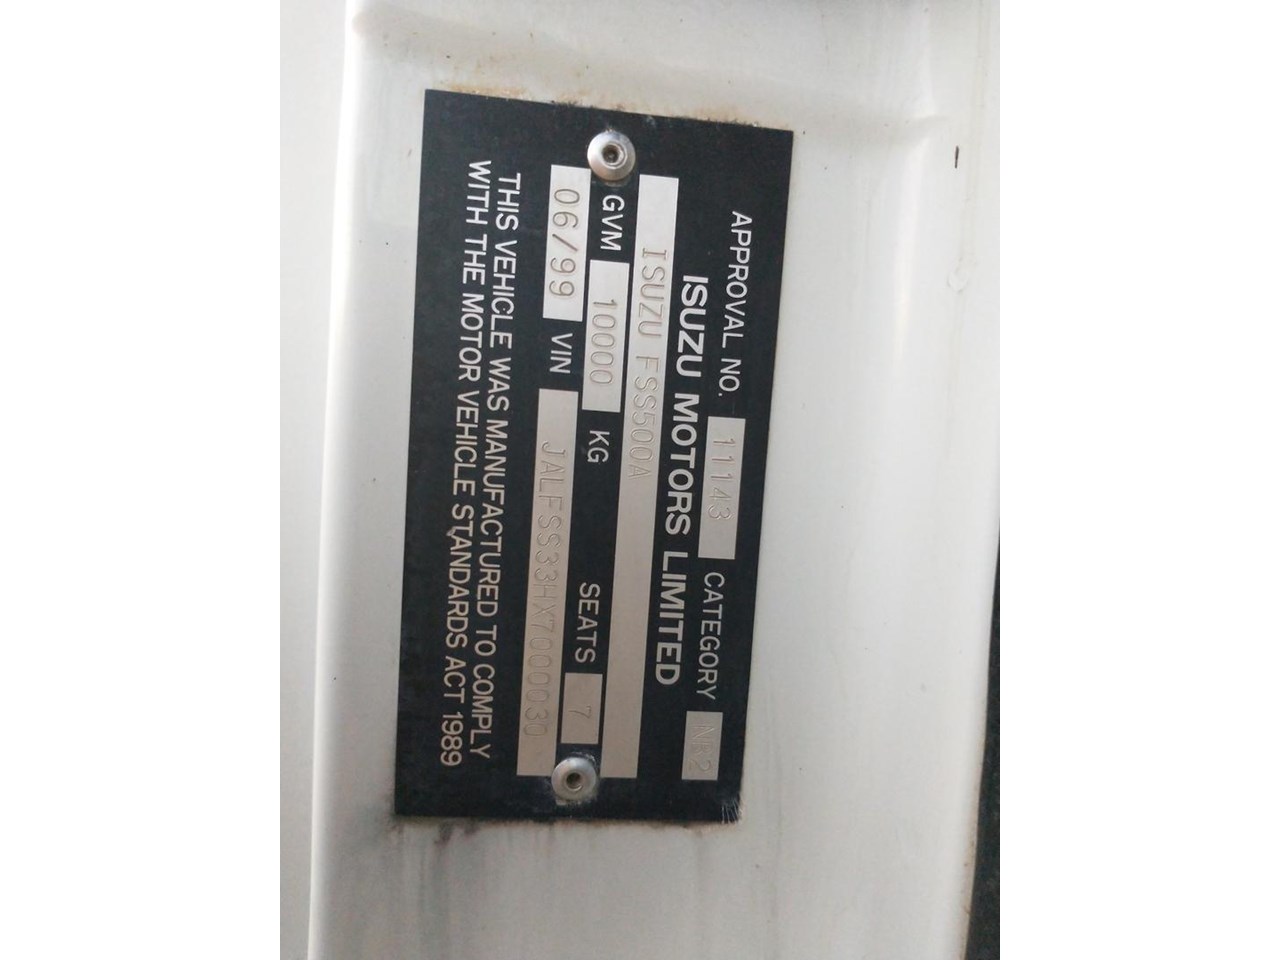 APPROVAL NO. 11143 CATEGORY NB2
ISUZU MOTORS LIMITED
ISUZU FSS500A
GVM 10000 KG SEATS 7
06/99 VIN JALFSS33HX7000030
THIS VEHICLE WAS MANUFACTURED TO COMPLY
WITH THE MOTOR VEHICLE STANDARDS ACT 1989